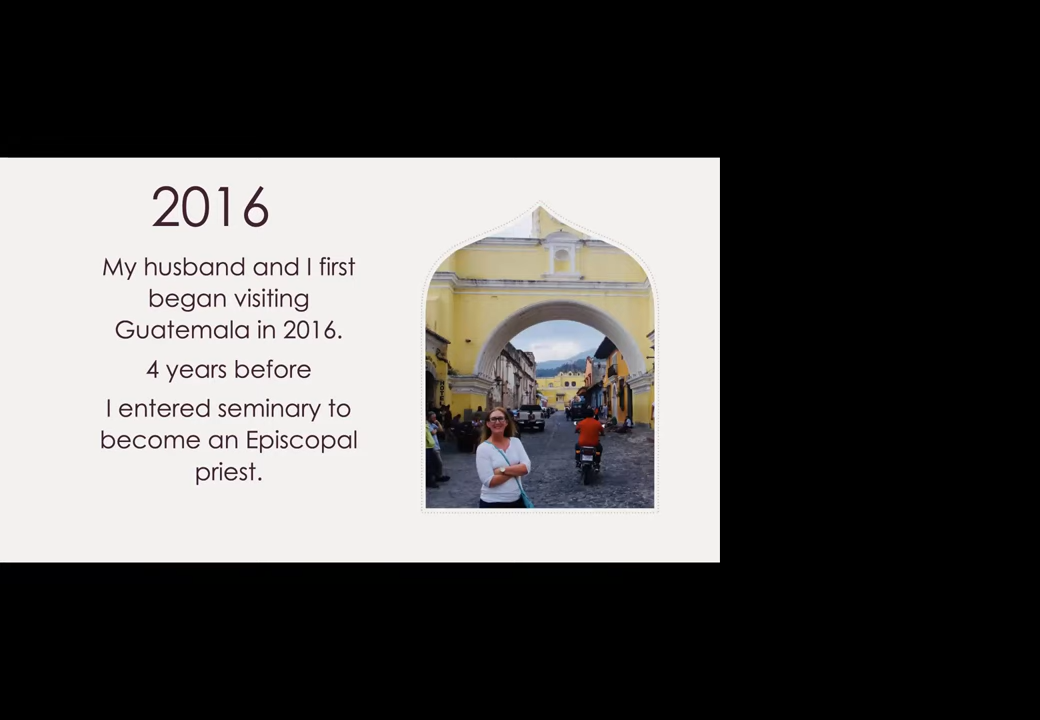 2016
My husband and I first
began visiting
Guatemala in 2016.
4 years before
I entered seminary to
become an Episcopal
priest.